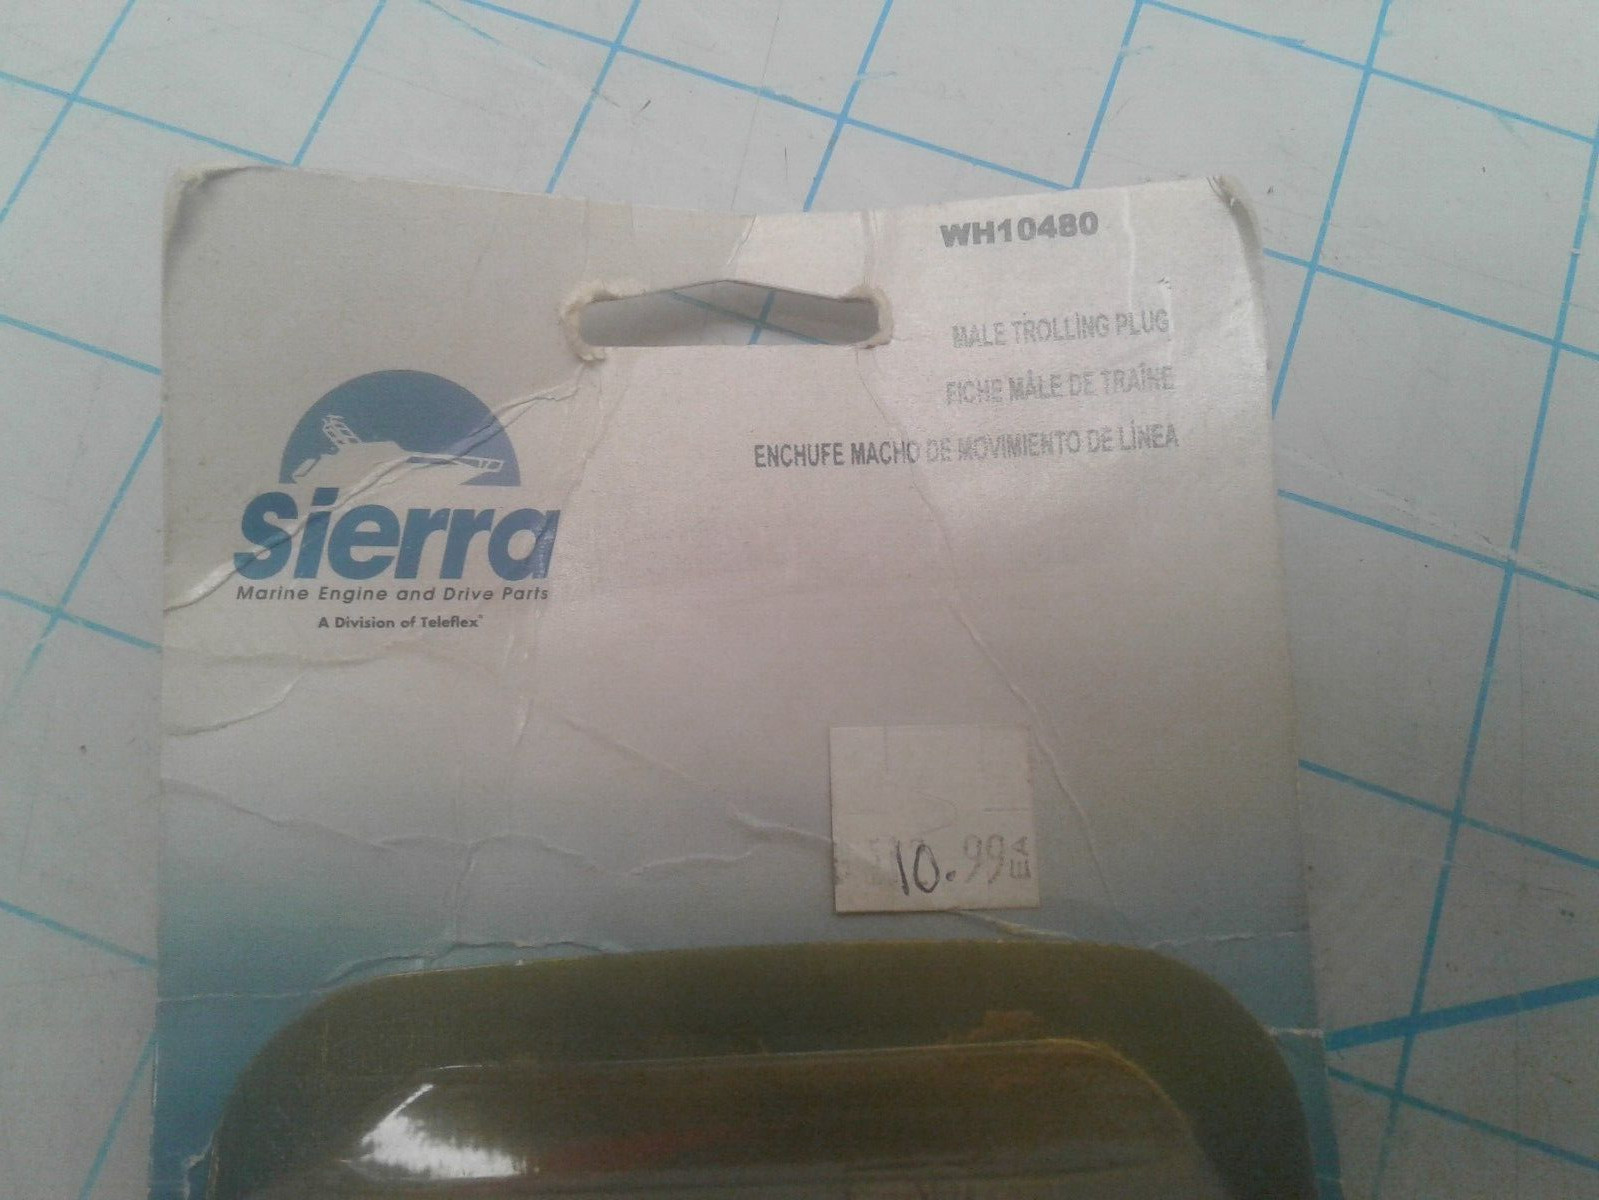 WH10480
MALE TROLLING PLUG
FICHE MÂLE DE TRAÎNE
ENCHUFE MACHO DE MOVIMIENTO DE LÍNEA
Sierra
Marine Engine and Drive Parts
A Division of Teleflex
10.99 EA